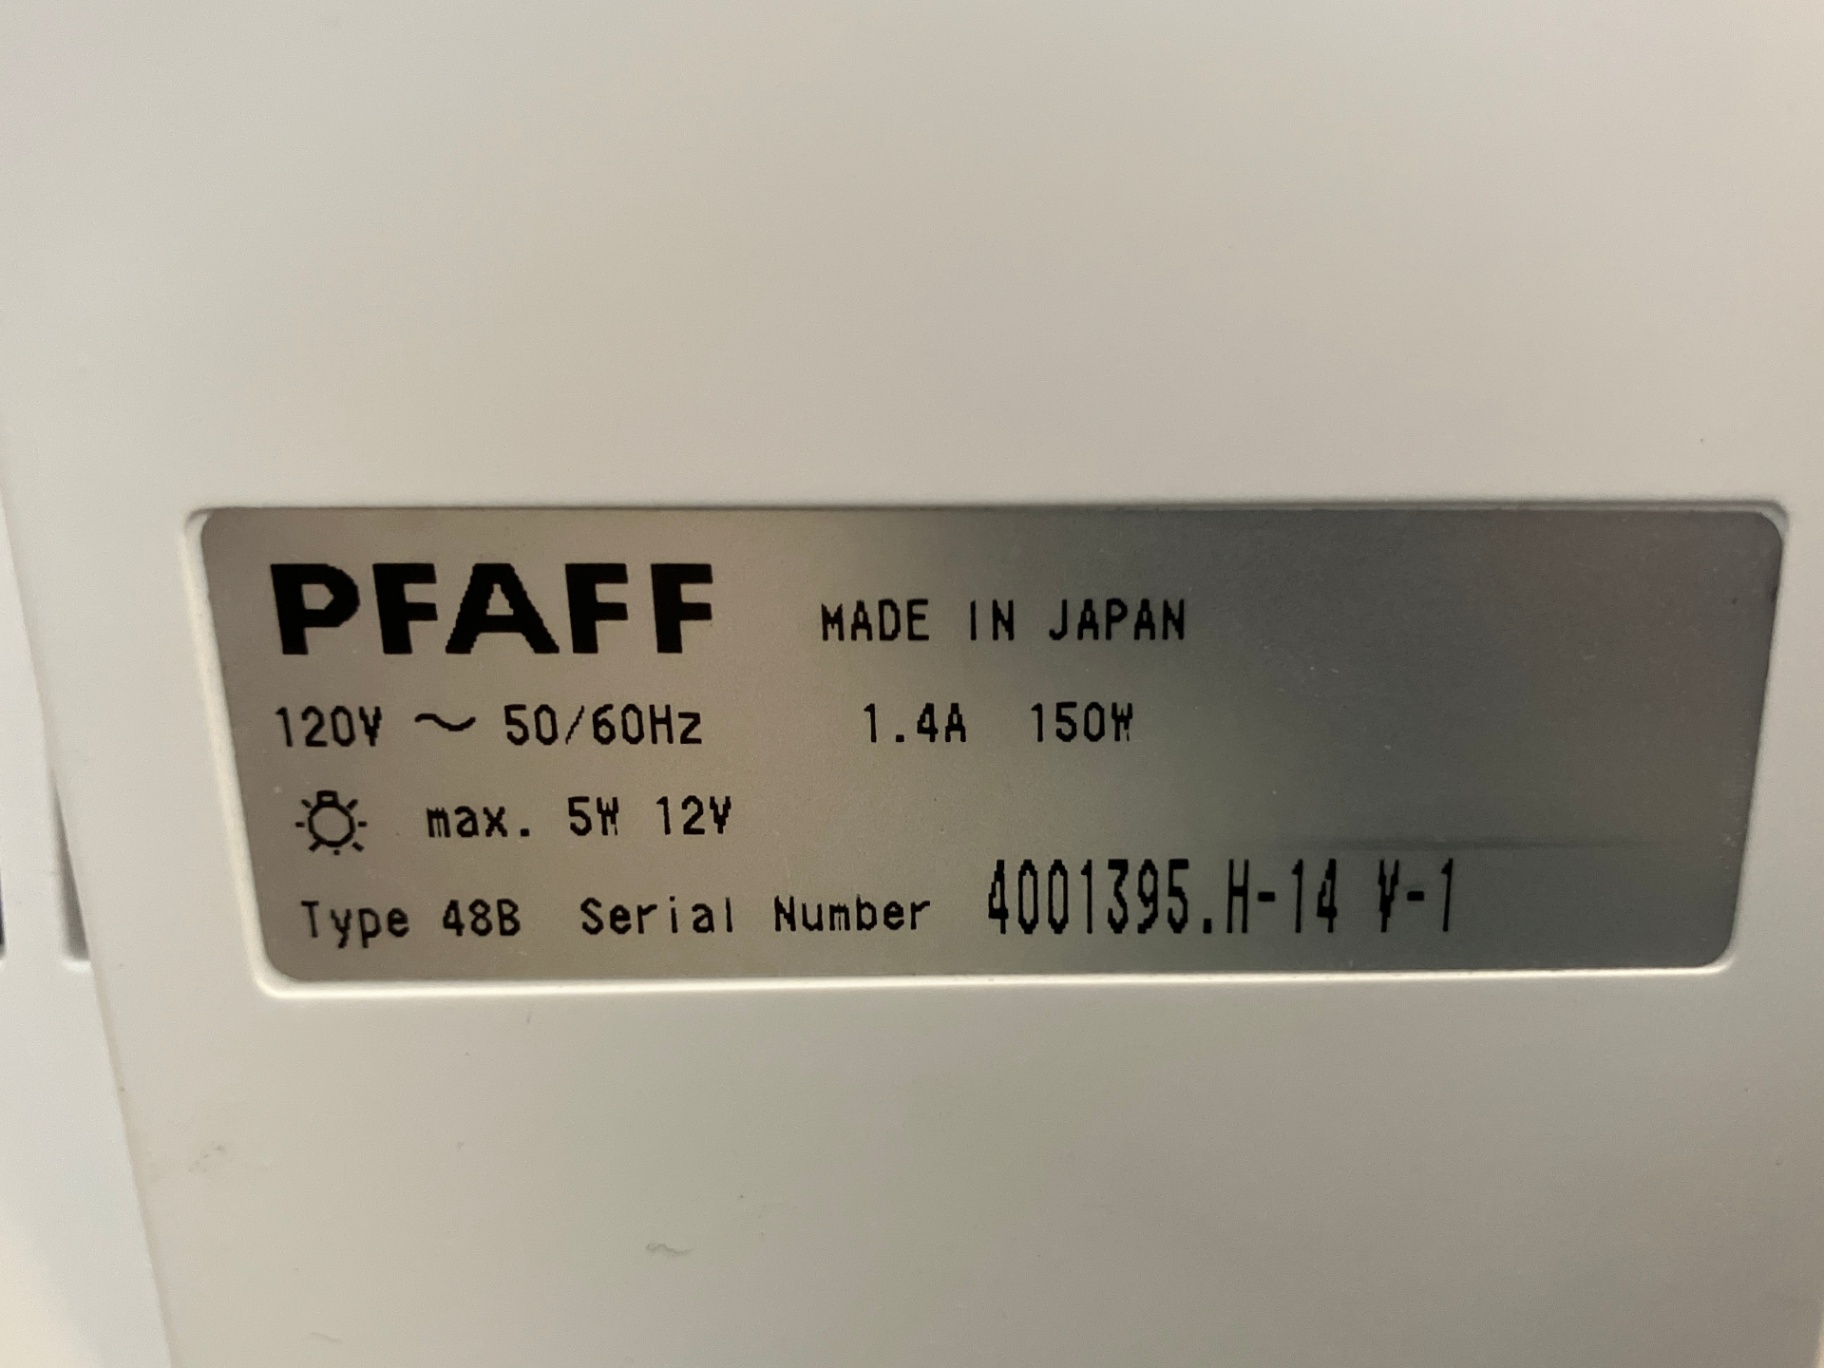 PFAFF MADE IN JAPAN
120V ~ 50/60Hz 1.4A 150W
max. 5W 12V
Type 48B Serial Number 4001395.H-14 V-1